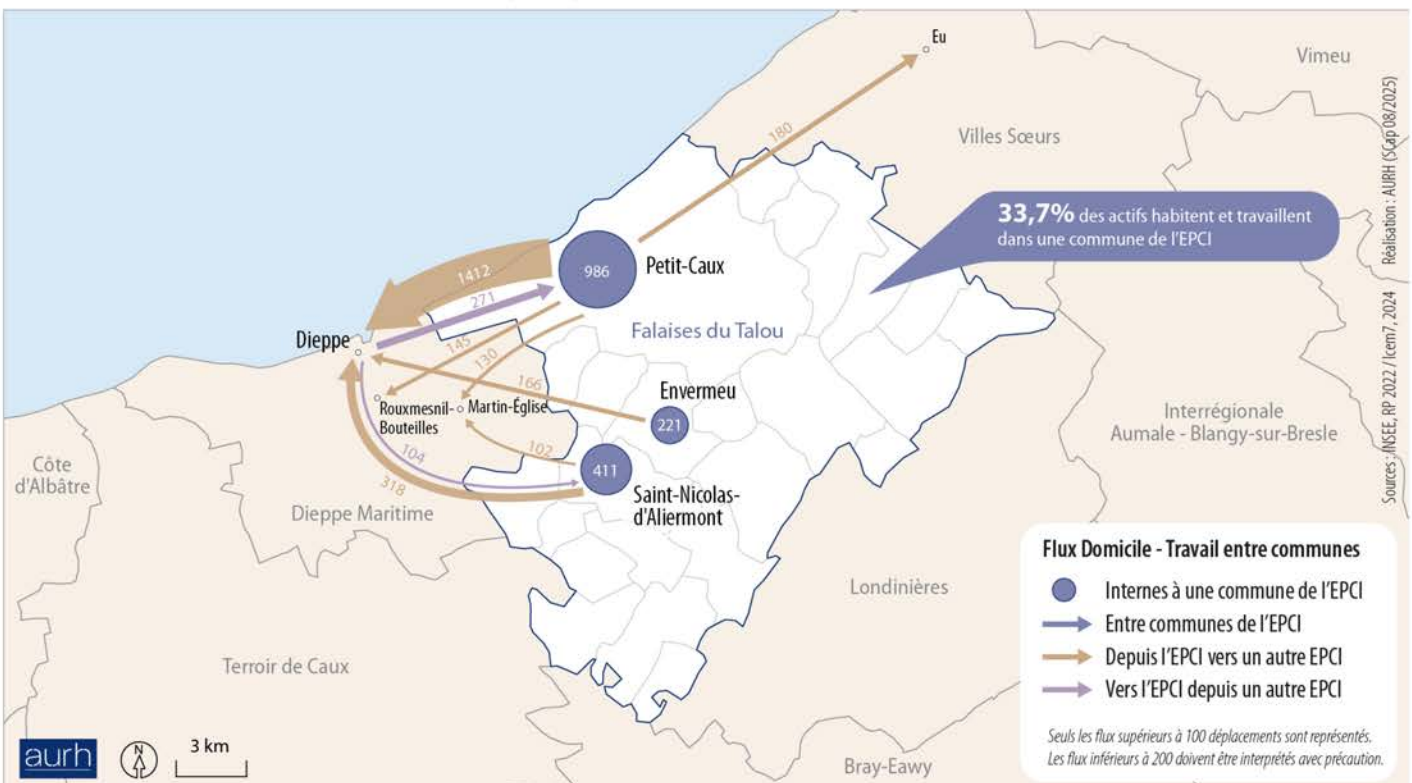 Eu
Vimeu
Villes Sœurs
180
33,7% des actifs habitent et travaillent
dans une commune de l'EPCI
986
Petit-Caux
1412
271
Falaises du Talou
Dieppe
145
130
166
Envermeu
221
Rouxmesnil-
Bouteilles
Martin-Église
Interrégionale
Aumale - Blangy-sur-Bresle
102
411
104
318
Saint-Nicolas-
d'Aliermont
Côte
d'Albâtre
Dieppe Maritime
Londinières
Terroir de Caux
Bray-Eawy
Flux Domicile - Travail entre communes
Internes à une commune de l'EPCI
Entre communes de l'EPCI
Depuis l'EPCI vers un autre EPCI
Vers l'EPCI depuis un autre EPCI
Seuls les flux supérieurs à 100 déplacements sont représentés.
Les flux inférieurs à 200 doivent être interprétés avec précaution.
aurh
N
3 km
Sources : INSEE, RP 2022 / Icem7, 2024
Réalisation : AURH (SCap 08/2025)